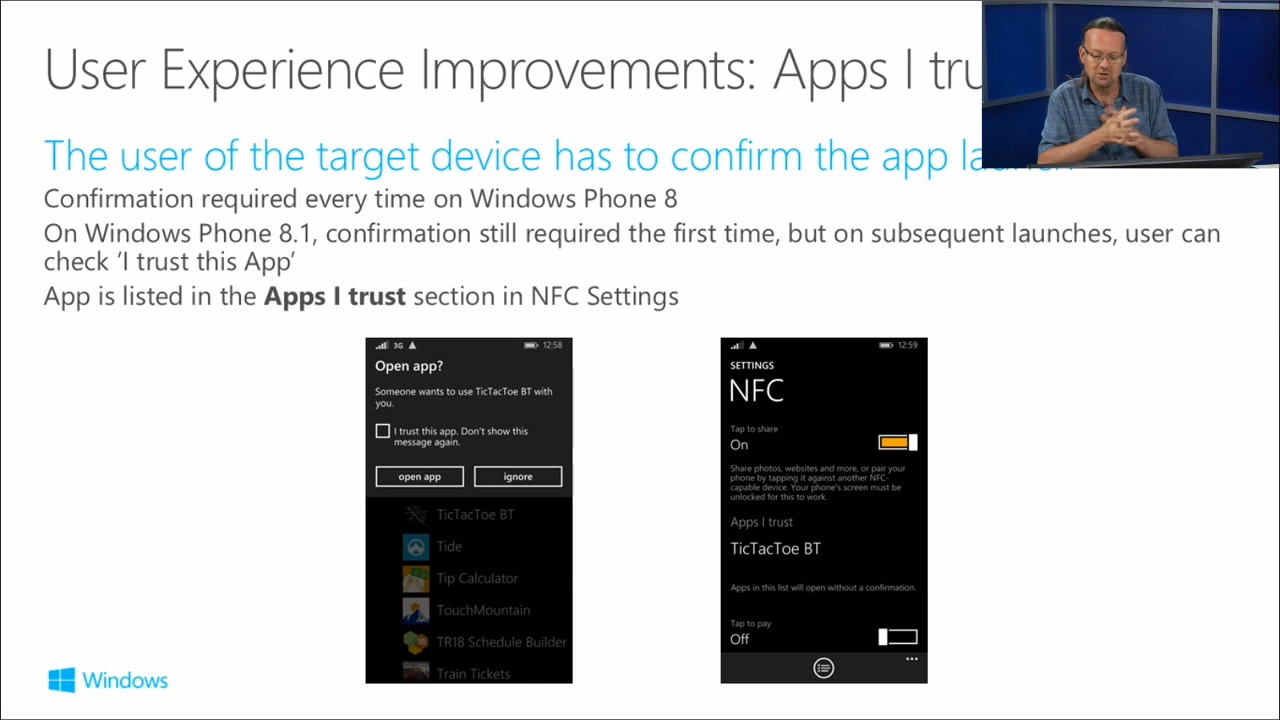 User Experience Improvements: Apps I
The user of the target device has to confirm the app
Confirmation required every time on Windows Phone 8
On Windows Phone 8.1, confirmation still required the first time, but on subsequent launches, user can
check ‘I trust this App’
App is listed in the Apps I trust section in NFC Settings
3G 12:58
Open app?
Someone wants to use TicTacToe BT with
you.
I trust this app. Don't show this
message again.
open app ignore
TicTacToe BT
Tide
Tip Calculator
TouchMountain
TR18 Schedule Builder
Train Tickets
12:59
SETTINGS
NFC
Tap to share
On
Share photos, websites and more, or pair your
phone by tapping it against another NFC-
capable device. Your phone's screen must be
unlocked for this to work.
Apps I trust
TicTacToe BT
Apps in this list will open without a confirmation.
Tap to pay
Off
Windows